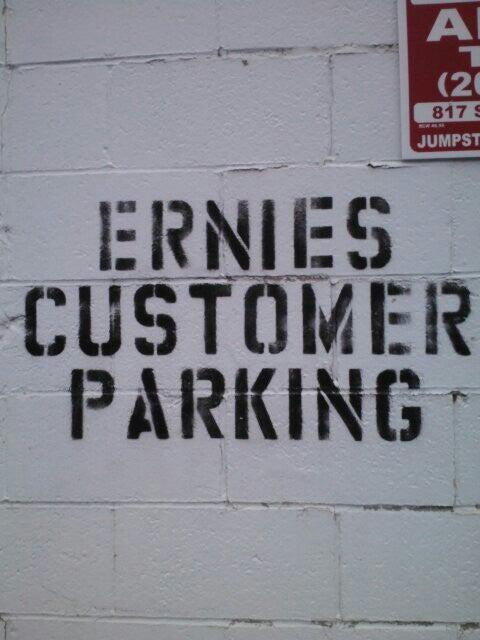 ERNIES
CUSTOMER
PARKING
817
JUMPST